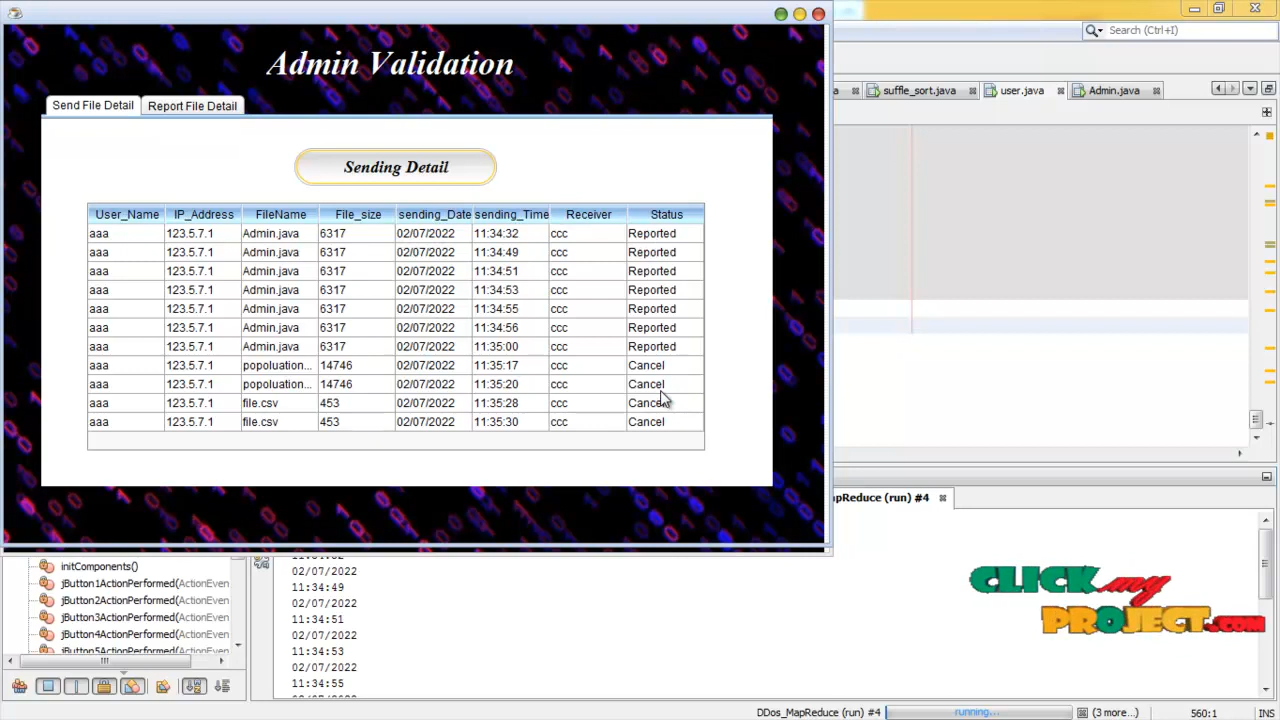 Search (Ctrl+I)
Admin Validation
suffle_sort.java user.java Admin.java
Send File Detail Report File Detail
Sending Detail
User_Name IP_Address FileName File_size sending_Date sending_Time Receiver Status
aaa 123.5.7.1 Admin.java 6317 02/07/2022 11:34:32 ccc Reported
aaa 123.5.7.1 Admin.java 6317 02/07/2022 11:34:49 ccc Reported
aaa 123.5.7.1 Admin.java 6317 02/07/2022 11:34:51 ccc Reported
aaa 123.5.7.1 Admin.java 6317 02/07/2022 11:34:53 ccc Reported
aaa 123.5.7.1 Admin.java 6317 02/07/2022 11:34:55 ccc Reported
aaa 123.5.7.1 Admin.java 6317 02/07/2022 11:34:56 ccc Reported
aaa 123.5.7.1 Admin.java 6317 02/07/2022 11:35:00 ccc Reported
aaa 123.5.7.1 popoluation... 14746 02/07/2022 11:35:17 ccc Cancel
aaa 123.5.7.1 popoluation... 14746 02/07/2022 11:35:20 ccc Cancel
aaa 123.5.7.1 file.csv 453 02/07/2022 11:35:28 ccc Cancel
aaa 123.5.7.1 file.csv 453 02/07/2022 11:35:30 ccc Cancel
pReduce (run) #4
initComponents()
jButton1ActionPerformed(ActionEven
jButton2ActionPerformed(ActionEven
jButton3ActionPerformed(ActionEven
jButton4ActionPerformed(ActionEven
jButton5ActionPerformed(ActionEven
02/07/2022
11:34:49
02/07/2022
11:34:51
02/07/2022
11:34:53
02/07/2022
11:34:55
CLICK my
PROJECT.com
DDos_MapReduce (run) #4 running... (3 more...) 560:1 INS